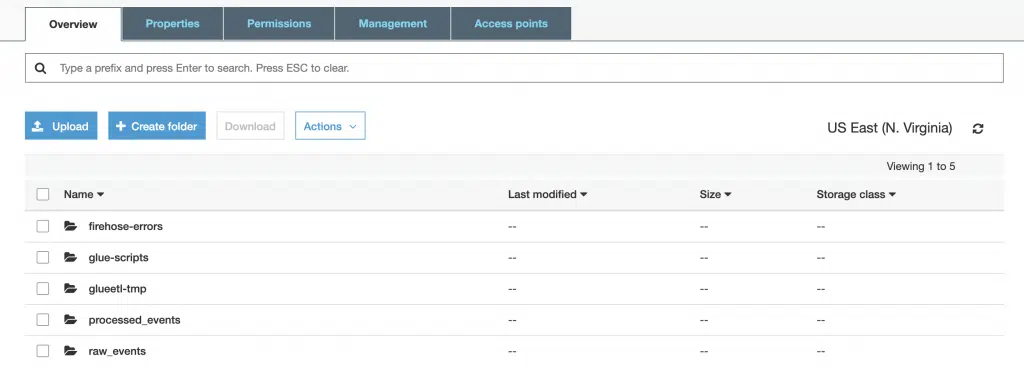 Overview Properties Permissions Management Access points
Type a prefix and press Enter to search. Press ESC to clear.
Upload + Create folder Download Actions US East (N. Virginia)
Viewing 1 to 5
Name Last modified Size Storage class
firehose-errors -- -- --
glue-scripts -- -- --
glueetl-tmp -- -- --
processed_events -- -- --
raw_events -- -- --